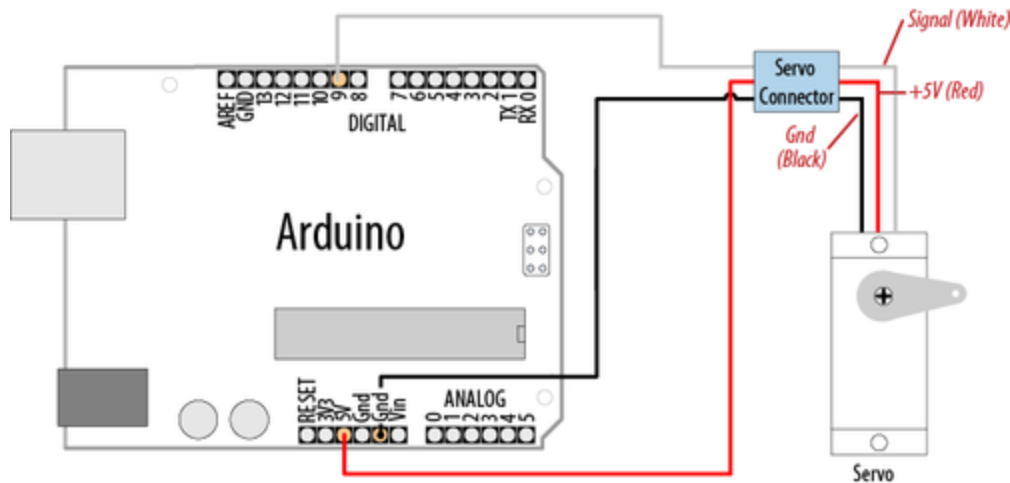 Signal (White)
Servo
Connector
+5V (Red)
Gnd
(Black)
AREF
GND
13
12
11
10
9
8
7
6
5
4
3
2
TX 1
RX 0
DIGITAL
Arduino
RESET
3V3
5V
Gnd
Gnd
Vin
ANALOG
0
1
2
3
4
5
Servo